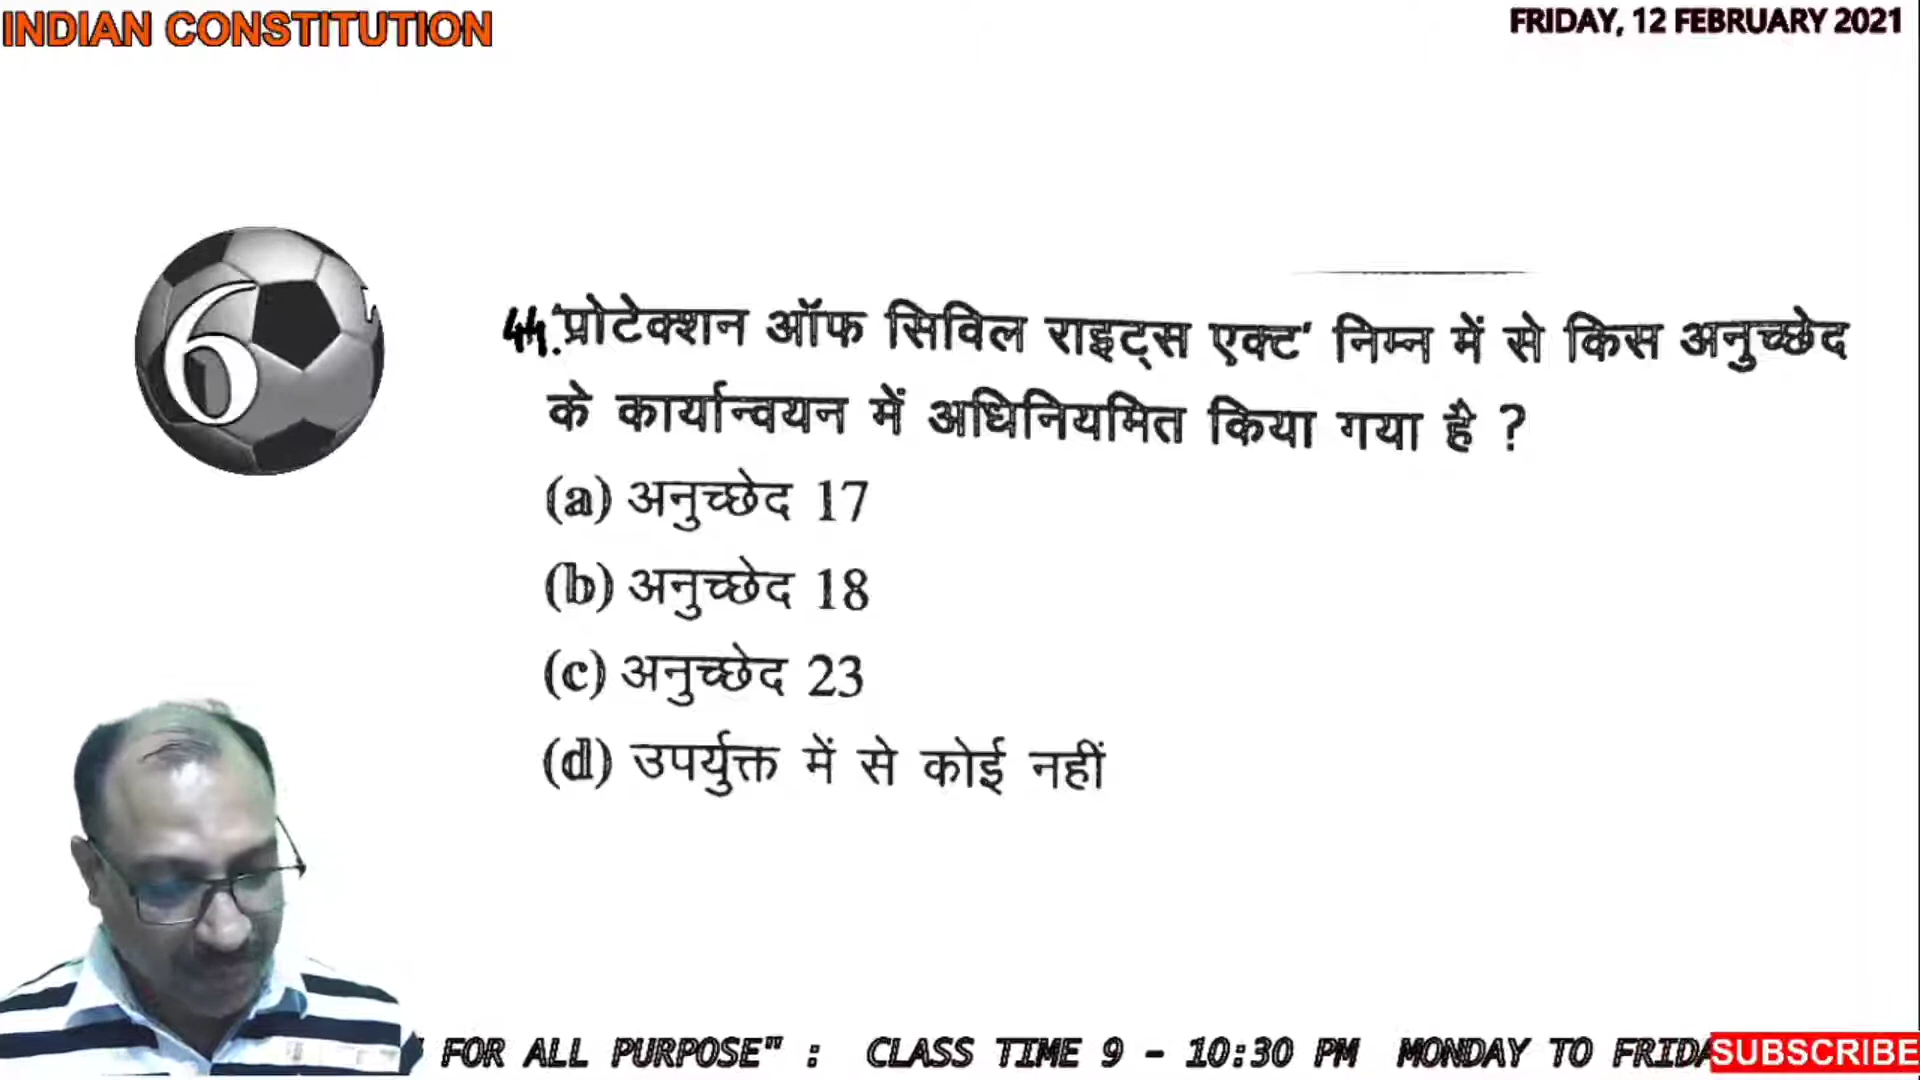 INDIAN CONSTITUTION
FRIDAY, 12 FEBRUARY 2021
6
44. 'प्रोटेक्शन ऑफ सिविल राइट्स एक्ट' निम्न में से किस अनुच्छेद
के कार्यान्वयन में अधिनियमित किया गया है ?
(a) अनुच्छेद 17
(b) अनुच्छेद 18
(c) अनुच्छेद 23
(d) उपर्युक्त में से कोई नहीं
FOR ALL PURPOSE" : CLASS TIME 9 - 10:30 PM MONDAY TO FRIDA
SUBSCRIBE